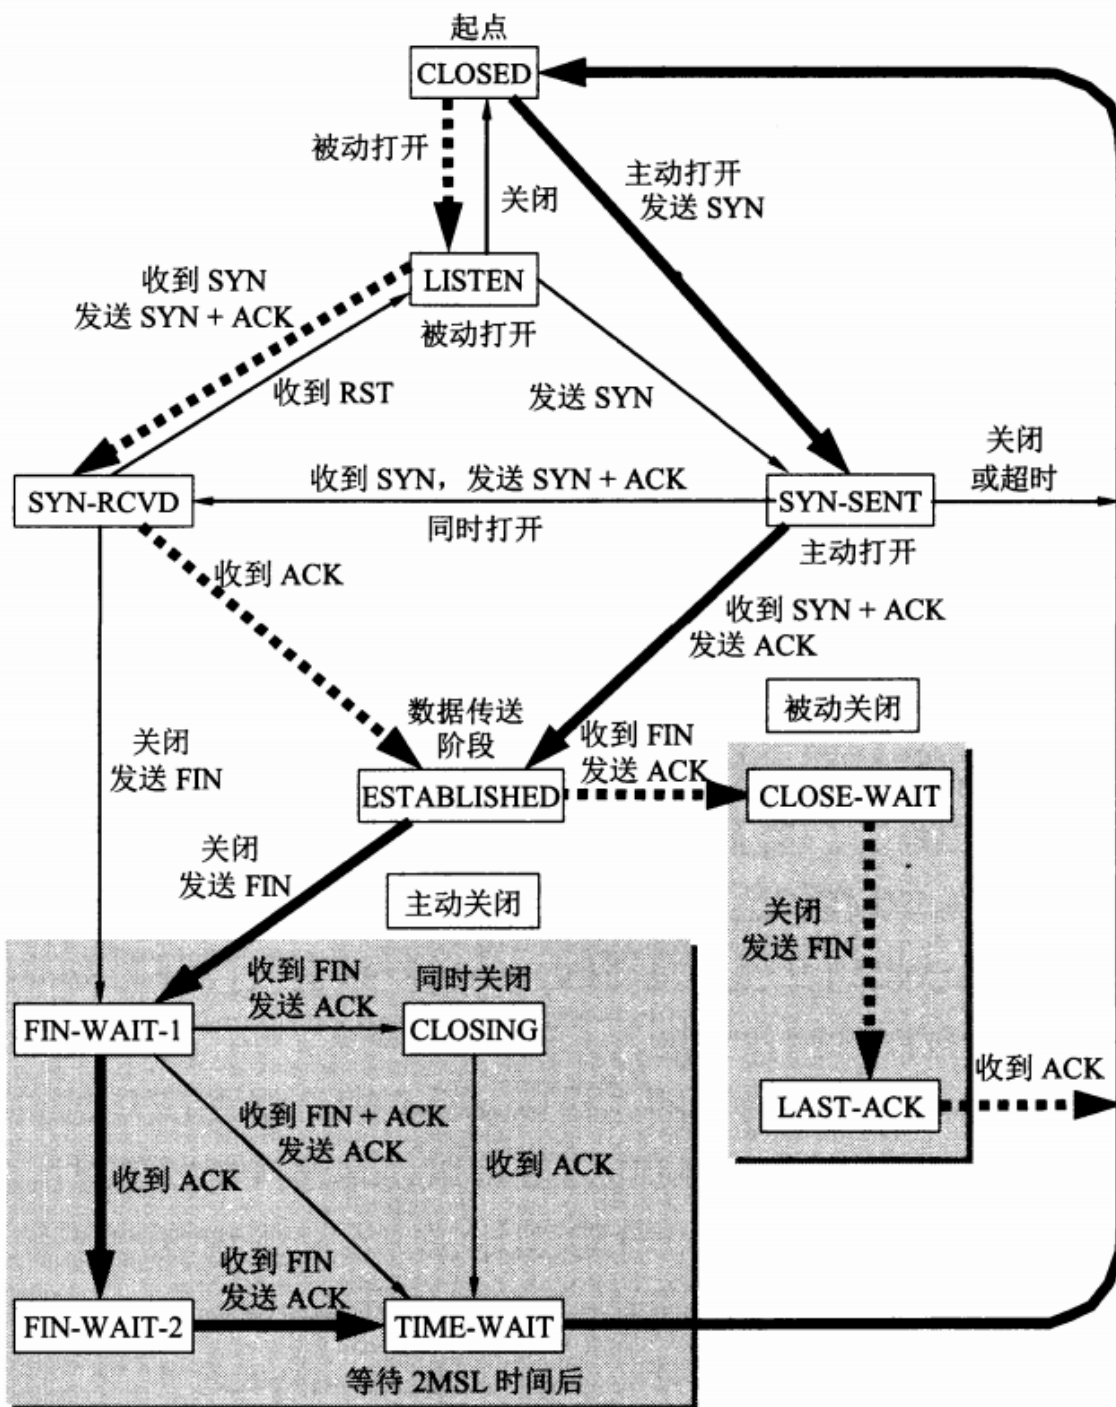 起点
CLOSED
被动打开
关闭
主动打开
发送 SYN
收到 SYN
发送 SYN + ACK
LISTEN
被动打开
收到 RST
发送 SYN
关闭
或超时
SYN-RCVD
收到 SYN，发送 SYN + ACK
同时打开
SYN-SENT
主动打开
收到 ACK
收到 SYN + ACK
发送 ACK
数据传送
阶段
被动关闭
收到 FIN
发送 ACK
关闭
发送 FIN
ESTABLISHED
CLOSE-WAIT
关闭
发送 FIN
主动关闭
关闭
发送 FIN
收到 FIN
发送 ACK
同时关闭
FIN-WAIT-1
CLOSING
LAST-ACK
收到 ACK
收到 FIN + ACK
发送 ACK
收到 ACK
收到 ACK
收到 FIN
发送 ACK
FIN-WAIT-2
TIME-WAIT
等待 2MSL 时间后